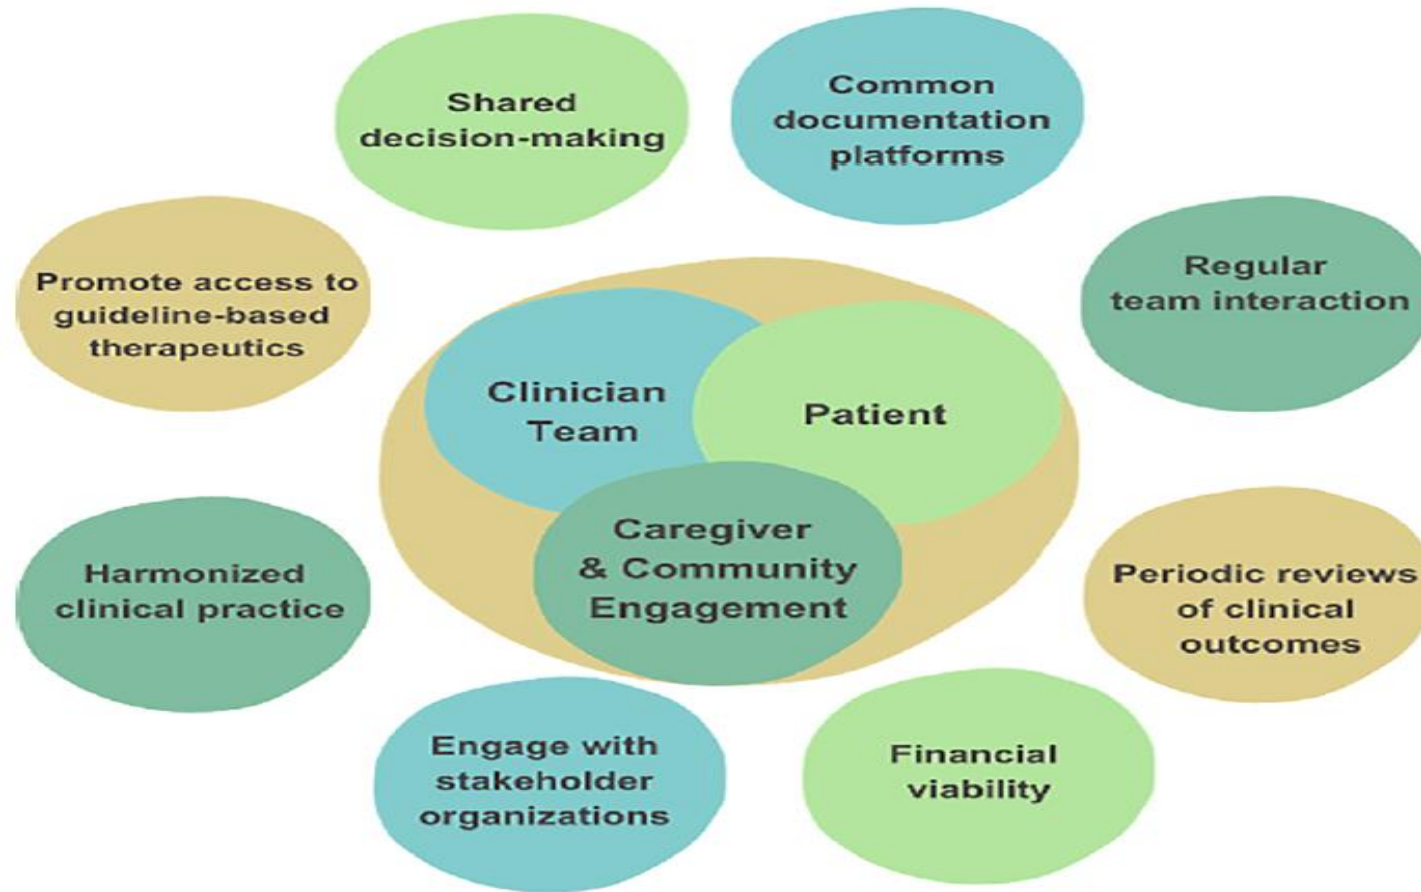 Shared
decision-making
Common
documentation
platforms
Promote access to
guideline-based
therapeutics
Regular
team interaction
Clinician
Team
Patient
Caregiver
& Community
Engagement
Harmonized
clinical practice
Periodic reviews
of clinical
outcomes
Engage with
stakeholder
organizations
Financial
viability